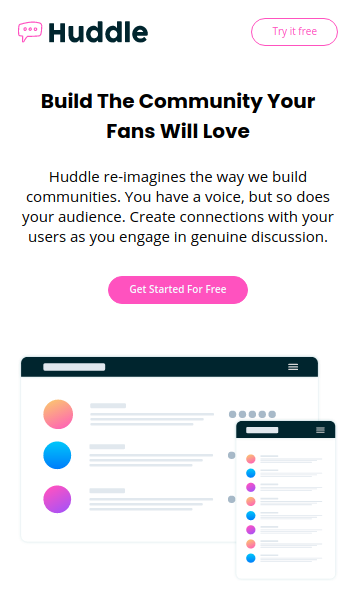 Huddle
Try it free
Build The Community Your
Fans Will Love
Huddle re-imagines the way we build
communities. You have a voice, but so does
your audience. Create connections with your
users as you engage in genuine discussion.
Get Started For Free